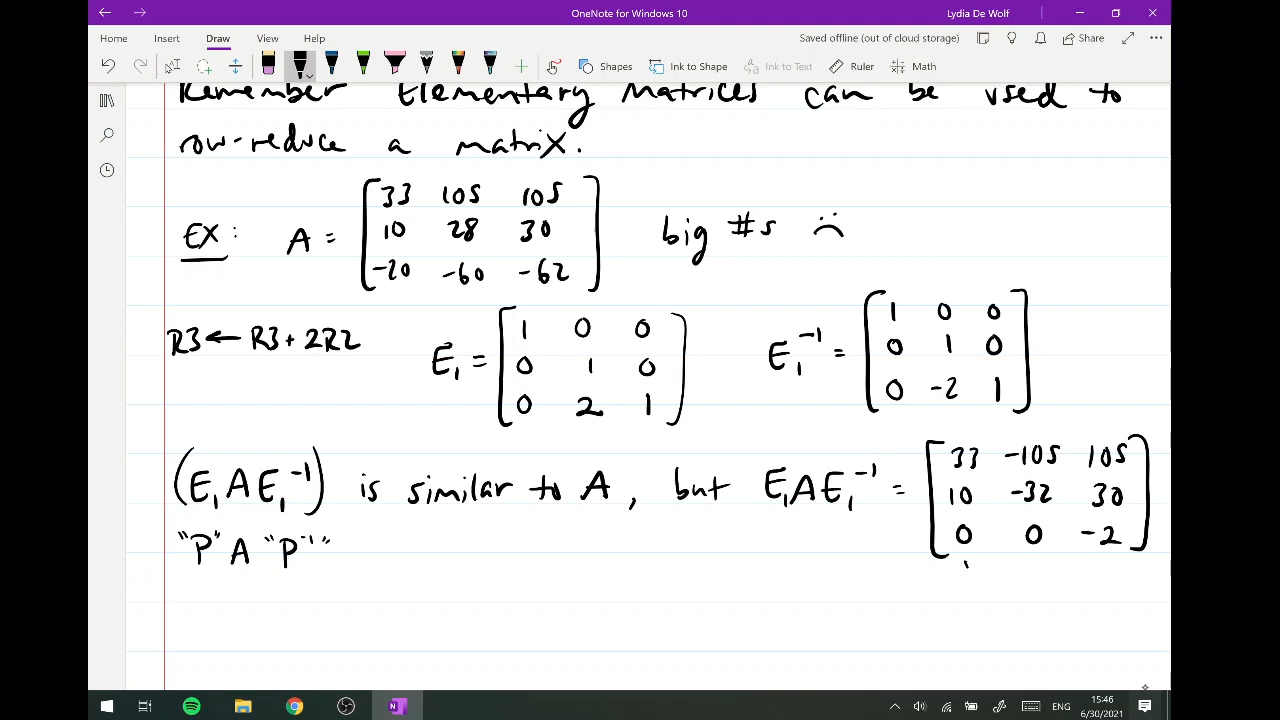 OneNote for Windows 10
Lydia De Wolf
Home Insert Draw View Help
Saved offline (out of cloud storage)
Share
Shapes
Ink to Shape
Ink to Text
Ruler
Math
Remember Elementary Matrices can be used to
row-reduce a matrix.
EX: A = [33 105 105
10 28 30
-20 -60 -62] big #s :(
R3 ← R3 + 2R2
E₁ = [1 0 0
0 1 0
0 2 1]
E₁⁻¹ = [1 0 0
0 1 0
0 -2 1]
(E₁AE₁⁻¹) is similar to A, but E₁AE₁⁻¹ = [33 -105 105
10 -32 30
0 0 -2]
"P" A "P⁻¹"
ENG
15:46
6/30/2021